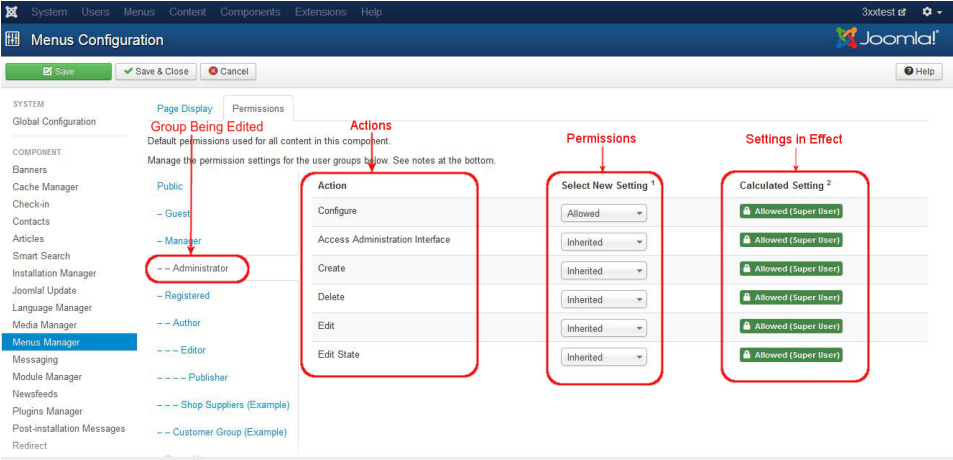 System Users Menus Content Components Extensions Help 3xxtest
Menus Configuration Joomla!
Save Save & Close Cancel Help
SYSTEM
Global Configuration
COMPONENT
Banners
Cache Manager
Check-in
Contacts
Articles
Smart Search
Installation Manager
Joomla! Update
Language Manager
Media Manager
Menus Manager
Messaging
Module Manager
Newsfeeds
Plugins Manager
Post-installation Messages
Redirect
Page Display Permissions
Group Being Edited Actions Permissions Settings in Effect
Default permissions used for all content in this component.
Manage the permission settings for the user groups below. See notes at the bottom.
Public
– Guest
– Manager
– – Administrator
– Registered
– – Author
– – – Editor
– – – – Publisher
– – – Shop Suppliers (Example)
– – Customer Group (Example)
Action Select New Setting 1 Calculated Setting 2
Configure Allowed Allowed (Super User)
Access Administration Interface Inherited Allowed (Super User)
Create Inherited Allowed (Super User)
Delete Inherited Allowed (Super User)
Edit Inherited Allowed (Super User)
Edit State Inherited Allowed (Super User)